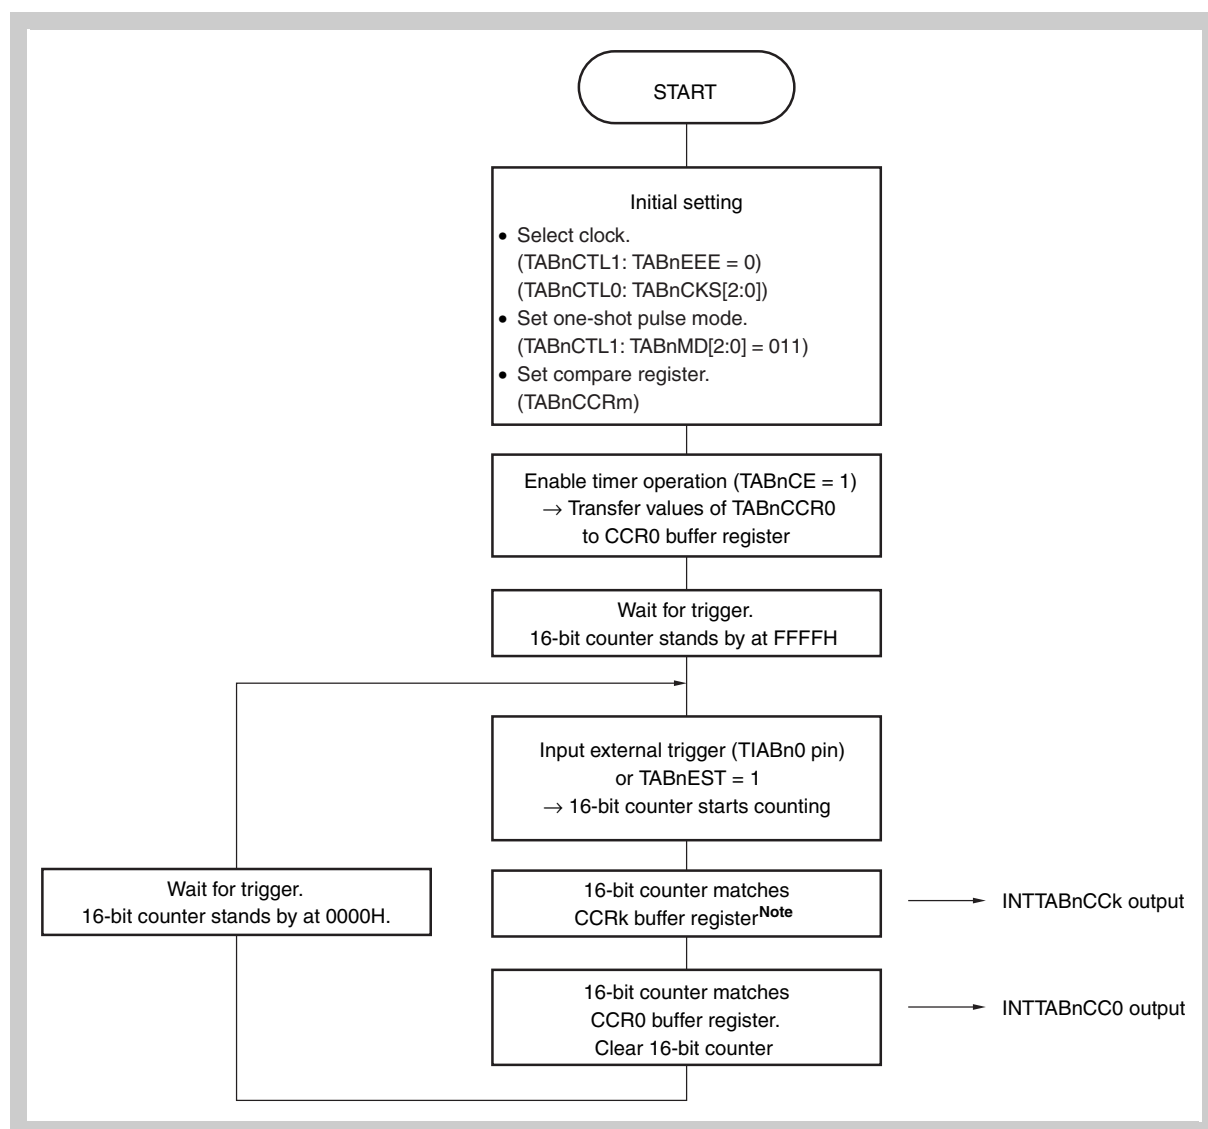 START
Initial setting
• Select clock.
(TABnCTL1: TABnEEE = 0)
(TABnCTL0: TABnCKS[2:0])
• Set one-shot pulse mode.
(TABnCTL1: TABnMD[2:0] = 011)
• Set compare register.
(TABnCCRm)
Enable timer operation (TABnCE = 1)
→ Transfer values of TABnCCR0
to CCR0 buffer register
Wait for trigger.
16-bit counter stands by at FFFFH
Input external trigger (TIABn0 pin)
or TABnEST = 1
→ 16-bit counter starts counting
Wait for trigger.
16-bit counter stands by at 0000H.
16-bit counter matches
CCRk buffer registerNote
INTTABnCCk output
16-bit counter matches
CCR0 buffer register.
Clear 16-bit counter
INTTABnCC0 output